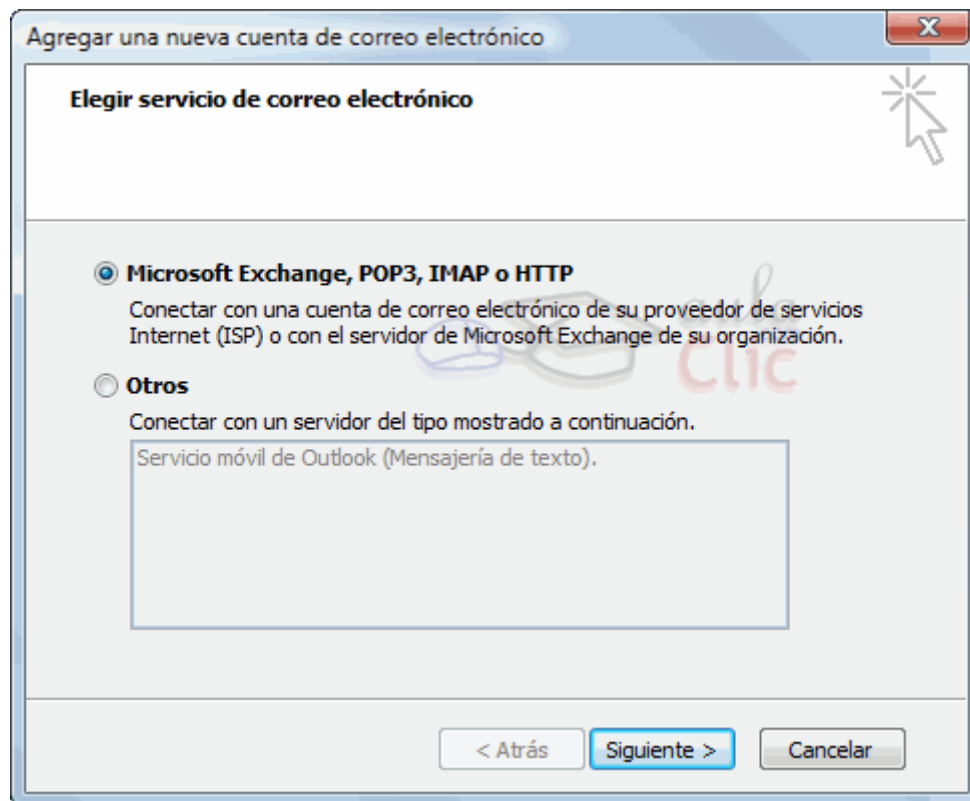 Agregar una nueva cuenta de correo electrónico
Elegir servicio de correo electrónico
Microsoft Exchange, POP3, IMAP o HTTP
Conectar con una cuenta de correo electrónico de su proveedor de servicios
Internet (ISP) o con el servidor de Microsoft Exchange de su organización.
aula
Clic
Otros
Conectar con un servidor del tipo mostrado a continuación.
Servicio móvil de Outlook (Mensajería de texto).
< Atrás
Siguiente >
Cancelar